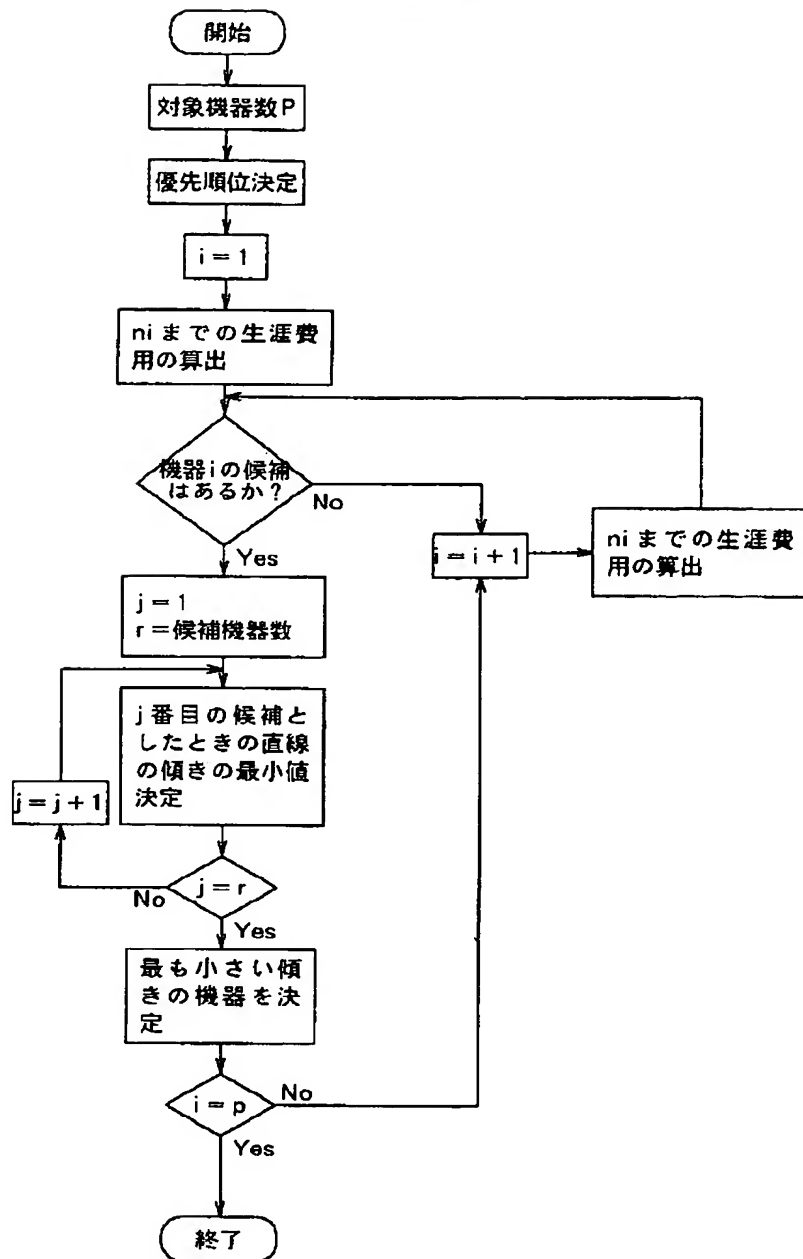 開始
対象機器数P
優先順位決定
i=1
niまでの生涯費
用の算出
機器iの候補
はあるか?
No
Yes
i=i+1
niまでの生涯費
用の算出
j=1
r=候補機器数
j番目の候補と
したときの直線
の傾きの最小値
決定
j=j+1
j=r
No
Yes
最も小さい傾
きの機器を決
定
i=p
No
Yes
終了